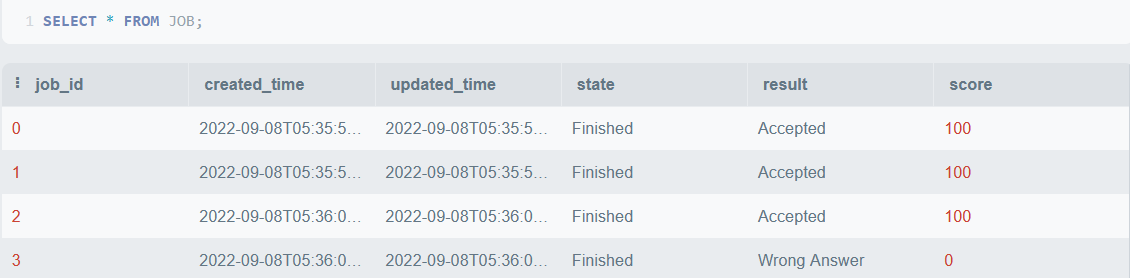 1 SELECT * FROM JOB;
job_id created_time updated_time state result score
0 2022-09-08T05:35:5... 2022-09-08T05:35:5... Finished Accepted 100
1 2022-09-08T05:35:5... 2022-09-08T05:35:5... Finished Accepted 100
2 2022-09-08T05:36:0... 2022-09-08T05:36:0... Finished Accepted 100
3 2022-09-08T05:36:0... 2022-09-08T05:36:0... Finished Wrong Answer 0